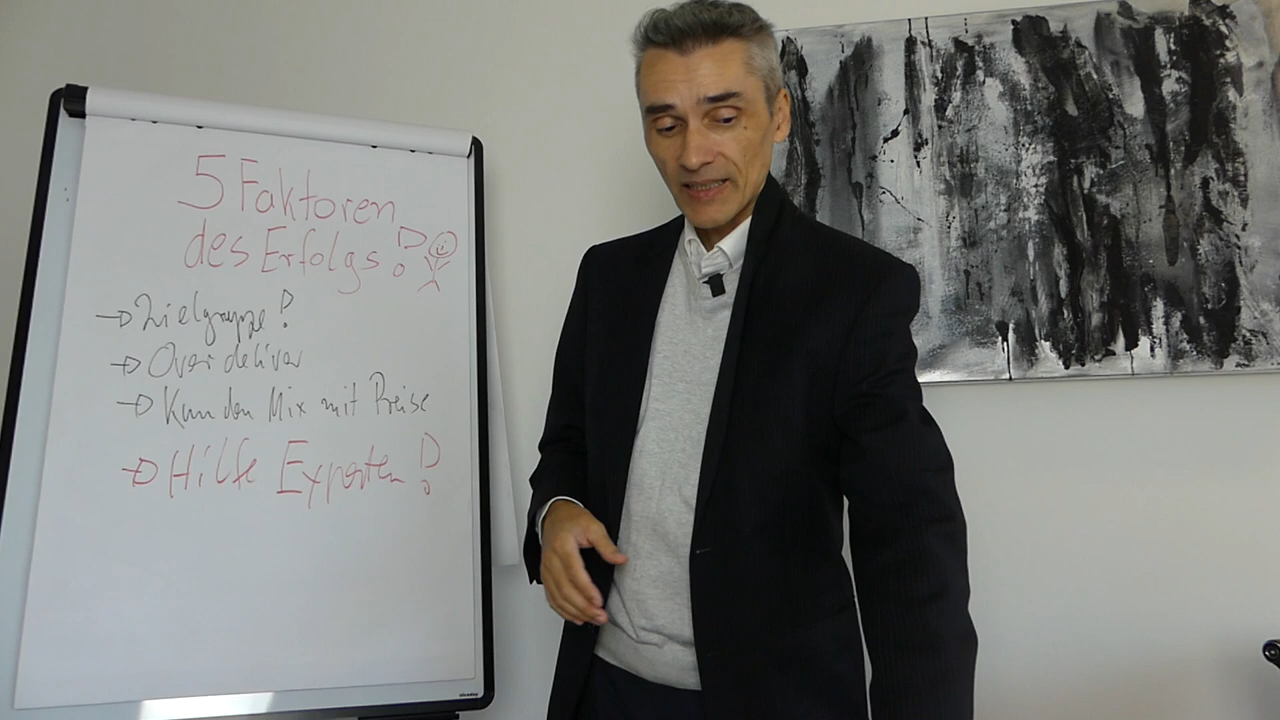 5 Faktoren
des Erfolgs!
→ Zielgruppe!
→ Over deliver
→ Kunden Mix mit Preise
→ Hilfe Experten!